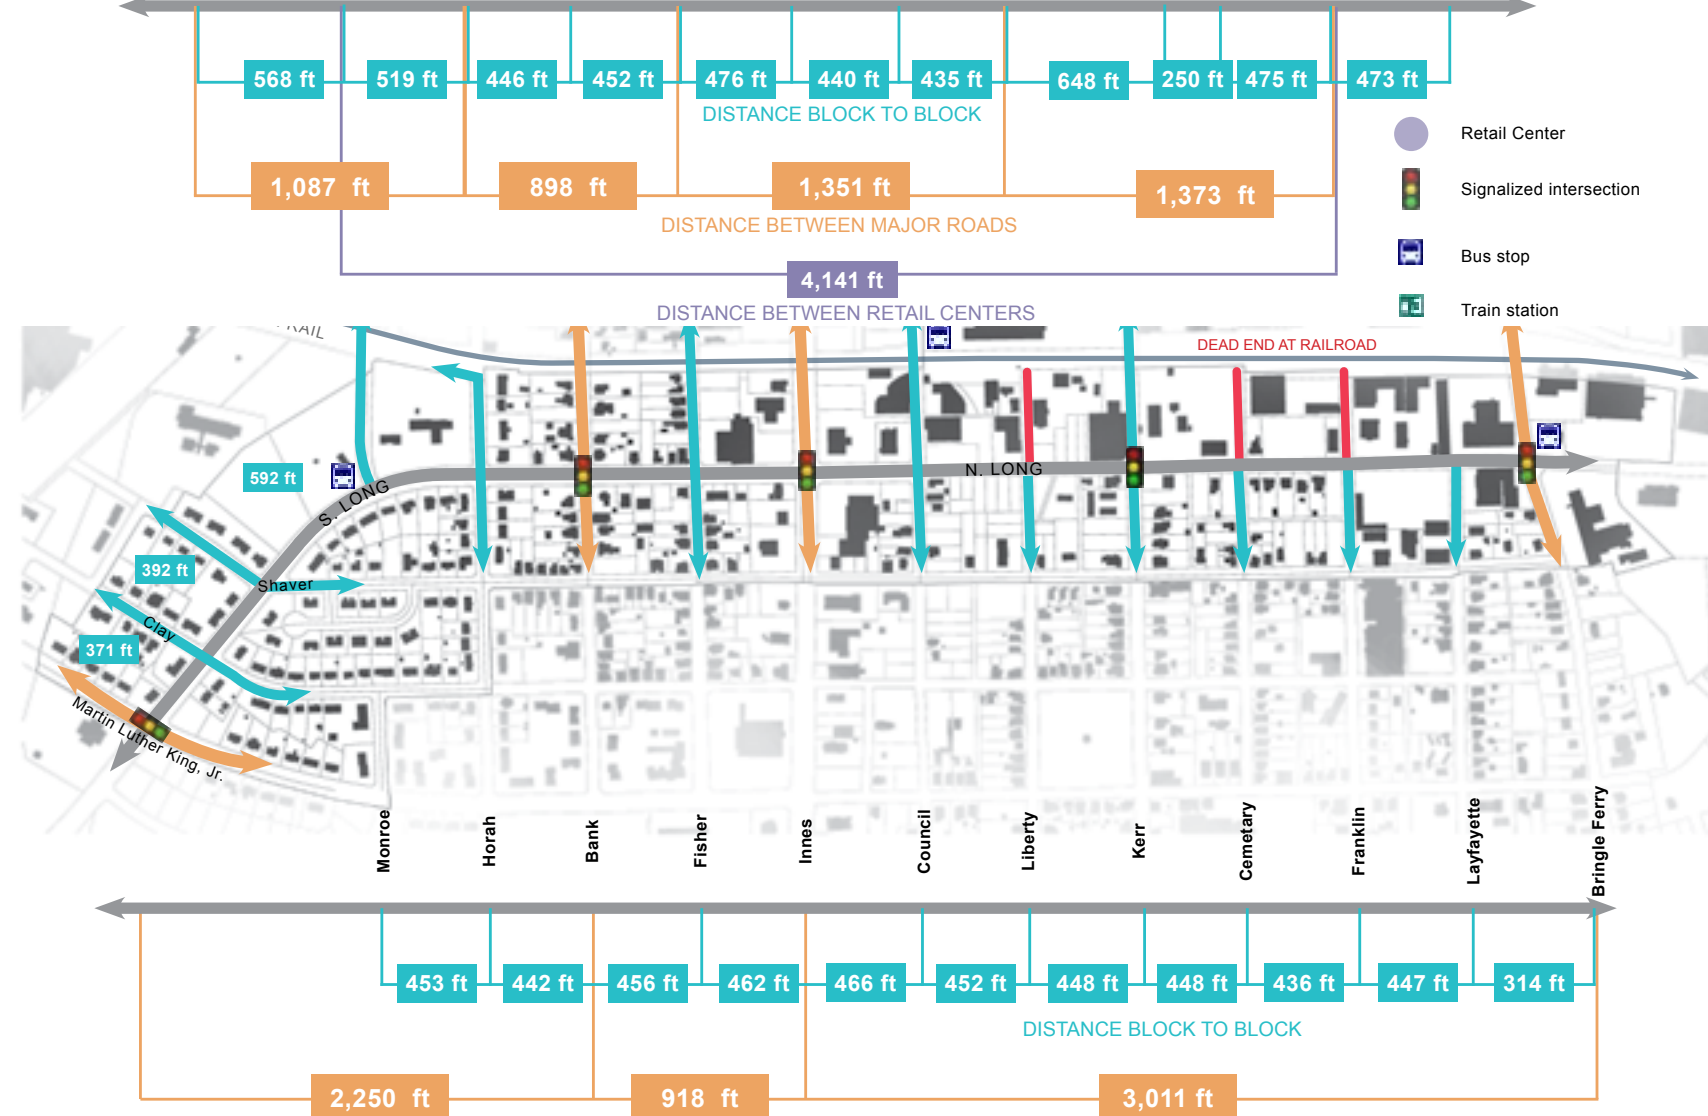 568 ft 519 ft 446 ft 452 ft 476 ft 440 ft 435 ft 648 ft 250 ft 475 ft 473 ft
DISTANCE BLOCK TO BLOCK
Retail Center
1,087 ft 898 ft 1,351 ft 1,373 ft
Signalized intersection
DISTANCE BETWEEN MAJOR ROADS
Bus stop
4,141 ft
DISTANCE BETWEEN RETAIL CENTERS
Train station
RAIL
DEAD END AT RAILROAD
592 ft
S. LONG
N. LONG
392 ft
Shaver
Clay
371 ft
Martin Luther King, Jr.
Monroe
Horah
Bank
Fisher
Innes
Council
Liberty
Kerr
Cemetary
Franklin
Layfayette
Bringle Ferry
453 ft 442 ft 456 ft 462 ft 466 ft 452 ft 448 ft 448 ft 436 ft 447 ft 314 ft
DISTANCE BLOCK TO BLOCK
2,250 ft 918 ft 3,011 ft